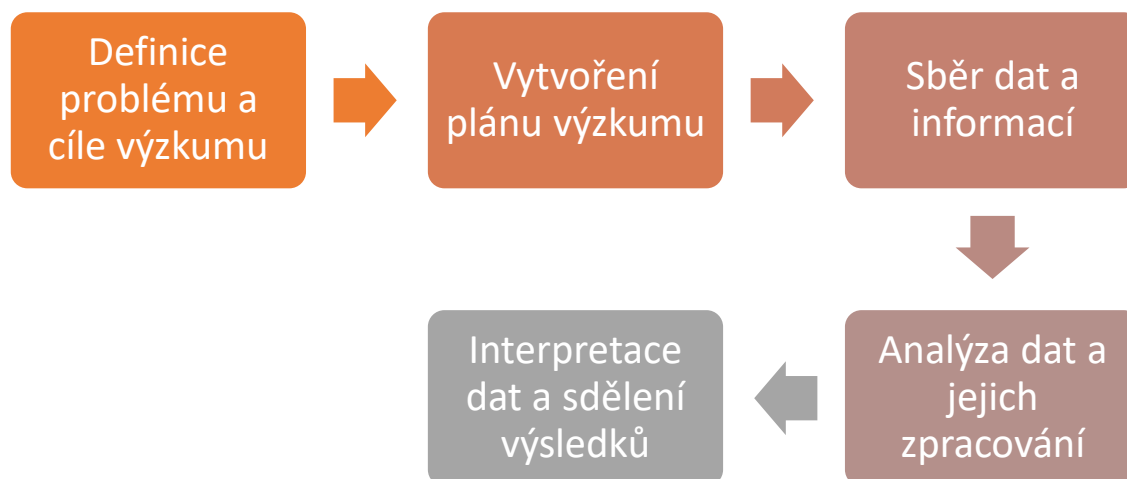 Definice
problému a
cíle výzkumu
Vytvoření
plánu výzkumu
Sběr dat a
informací
Analýza dat a
jejich
zpracování
Interpretace
dat a sdělení
výsledků